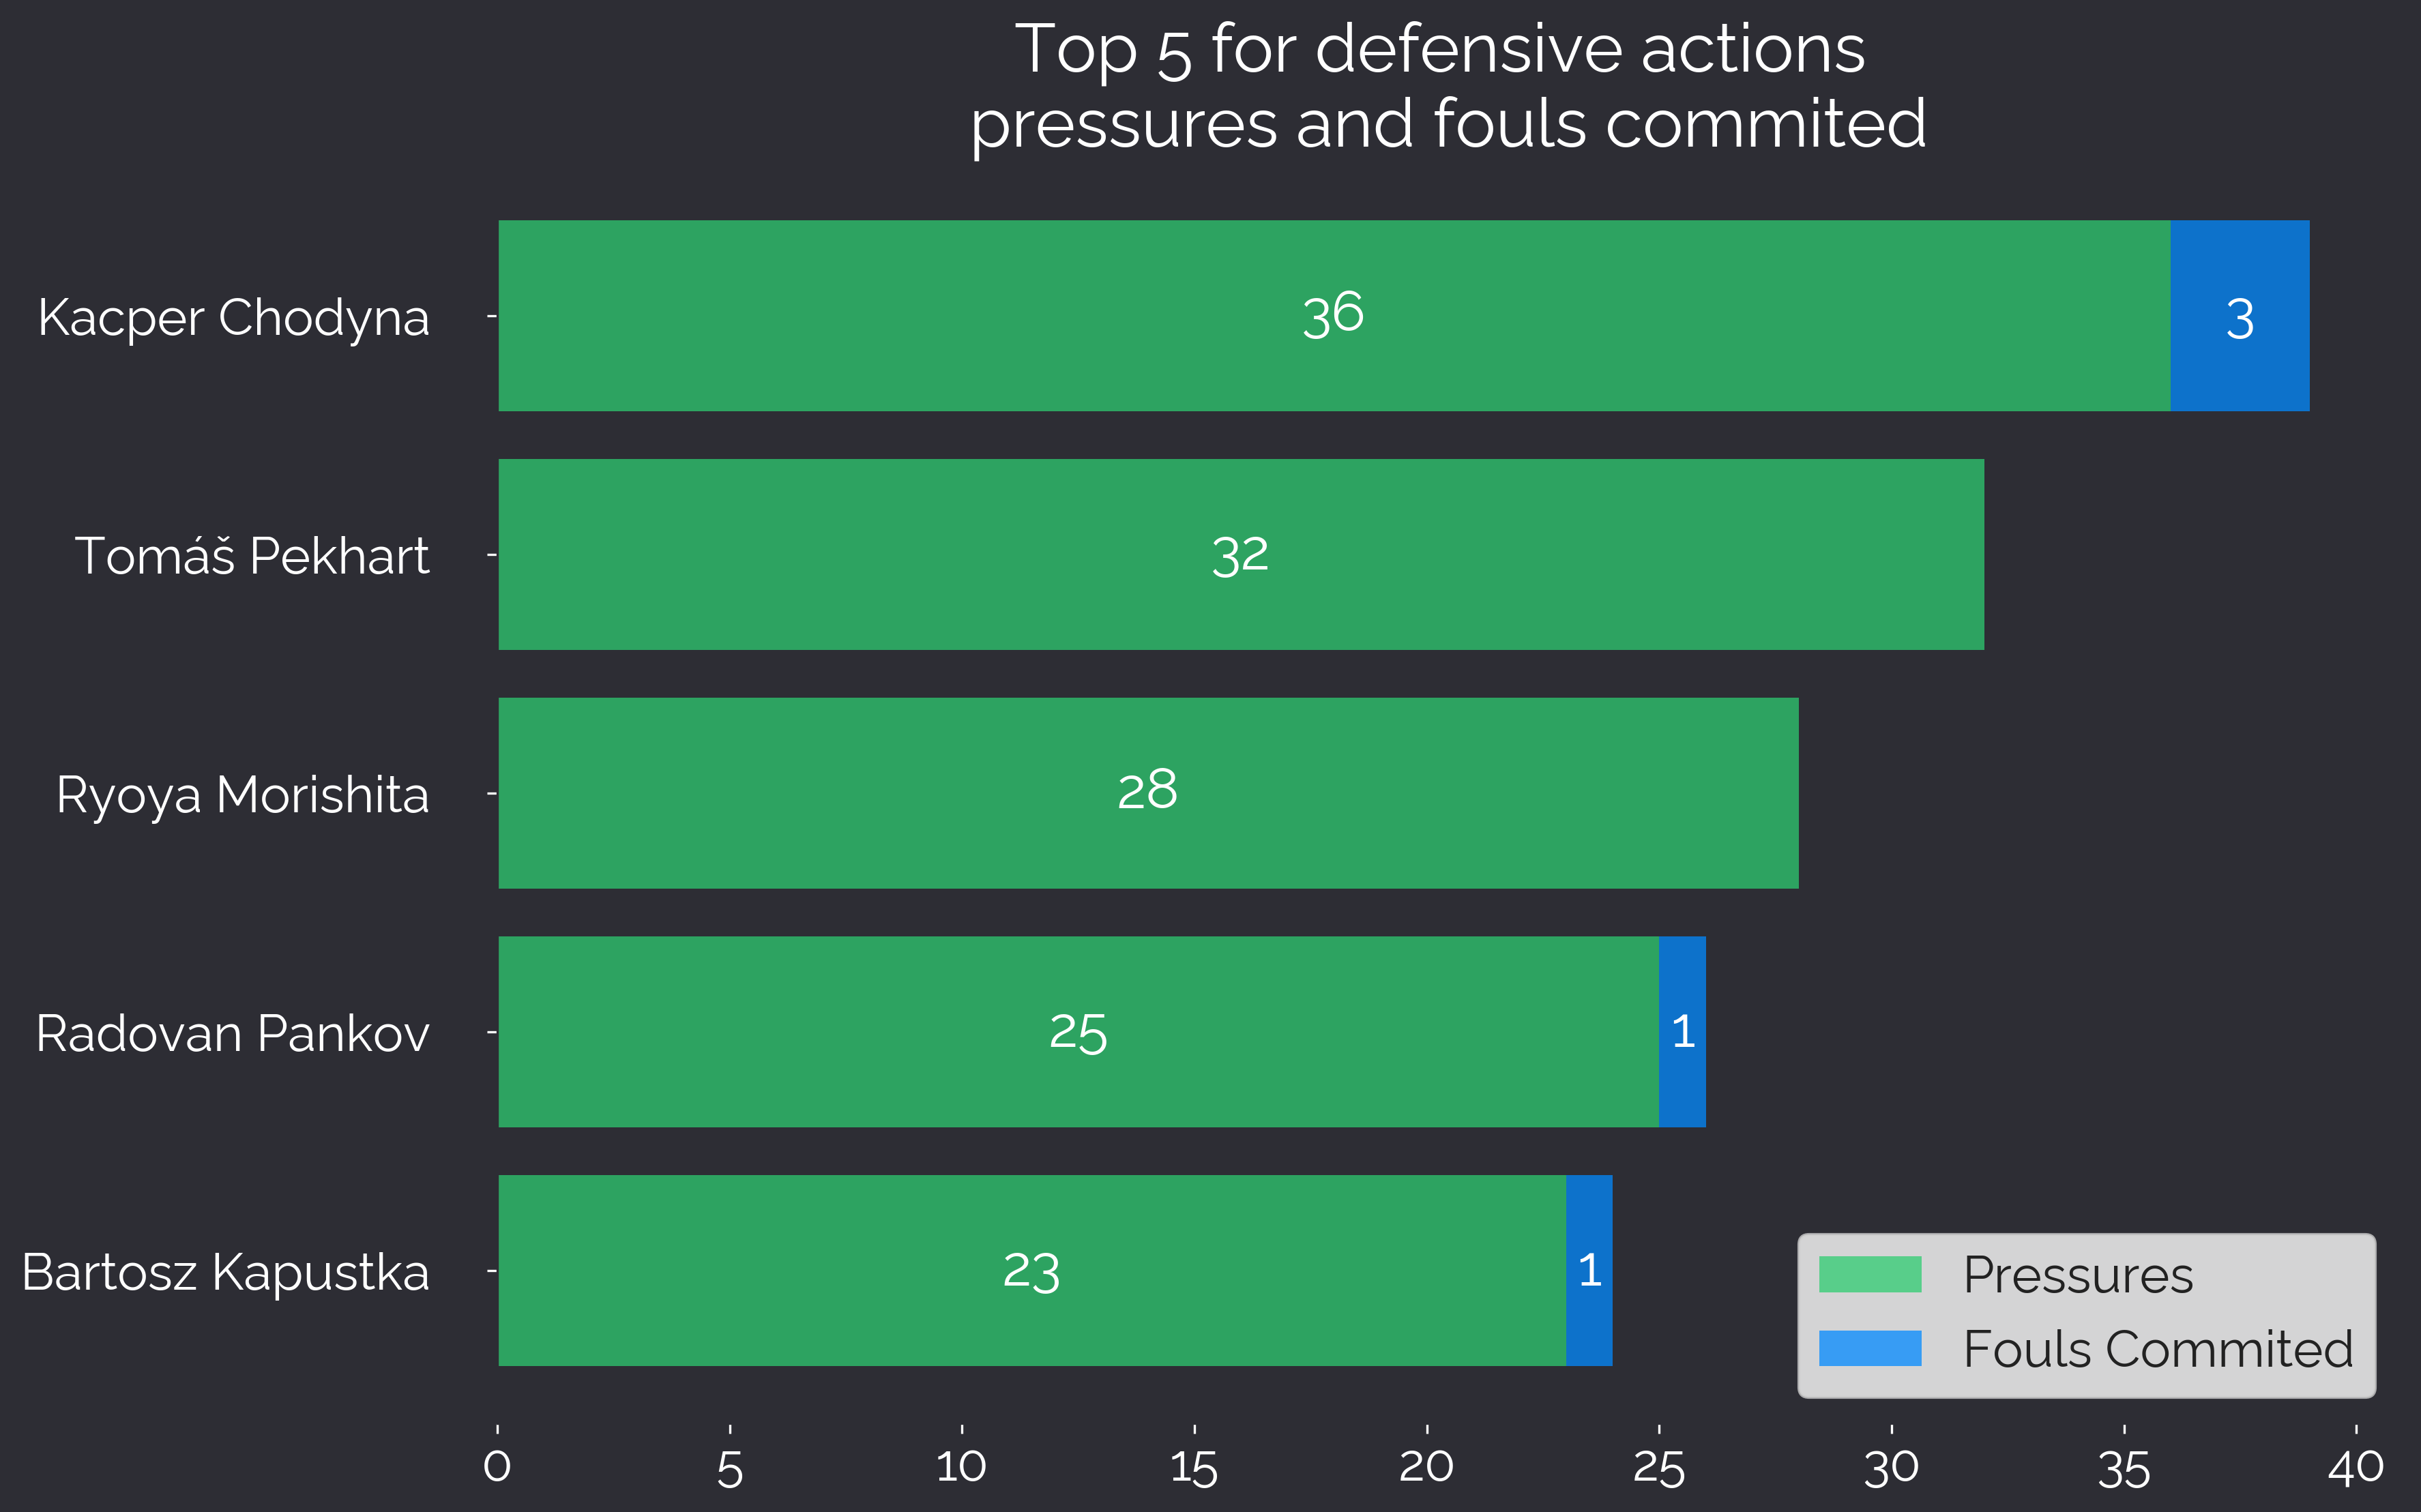 Top 5 for defensive actions
pressures and fouls commited
Kacper Chodyna
36
3
Tomáš Pekhart
32
Ryoya Morishita
28
Radovan Pankov
25
1
Bartosz Kapustka
23
1
Pressures
Fouls Commited
0 5 10 15 20 25 30 35 40